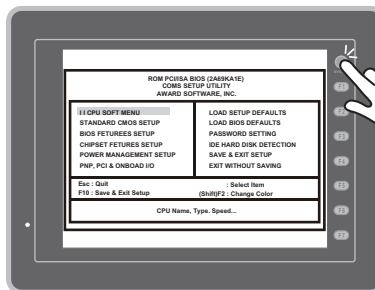 ROM PCI/ISA BIOS (2A69KA1E)
COMS SETUP UTILITY
AWARD SOFTWARE, INC.
! ! CPU SOFT MENU
STANDARD CMOS SETUP
BIOS FETUREES SETUP
CHIPSET FETURES SETUP
POWER MANAGEMENT SETUP
PNP, PCI & ONBOAD I/O
LOAD SETUP DEFAULTS
LOAD BIOS DEFAULTS
PASSWORD SETTING
IDE HARD DISK DETECTION
SAVE & EXIT SETUP
EXIT WITHOUT SAVING
Esc : Quit
F10 : Save & Exit Setup
: Select Item
(Shift)F2 : Change Color
CPU Name, Type. Speed...
F1
F3
F4
F5
F6
F7